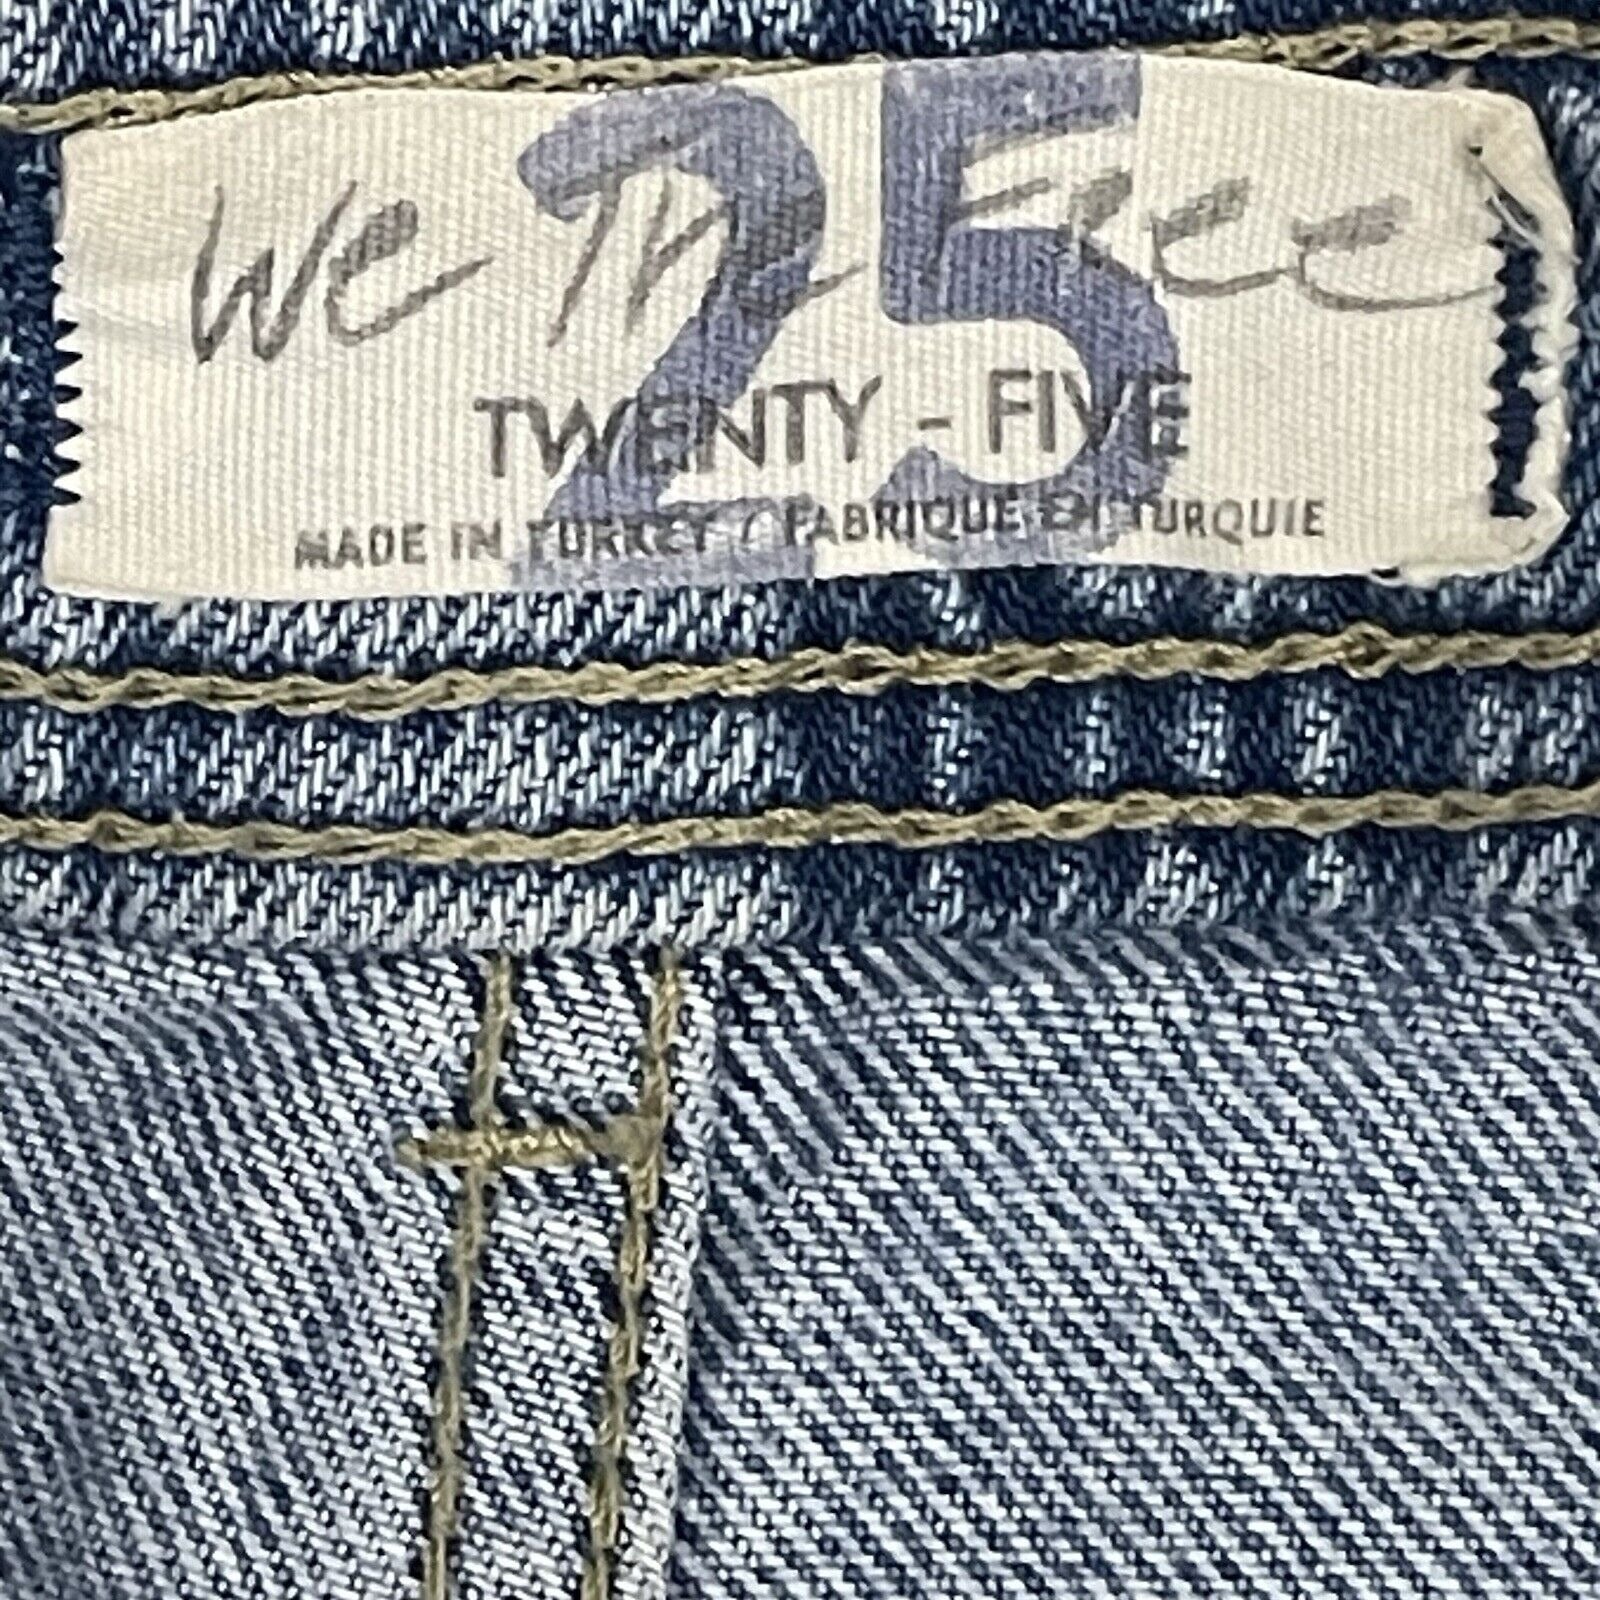 We The Free
25
TWENTY - FIVE
MADE IN TURKEY / FABRIQUE EN TURQUIE